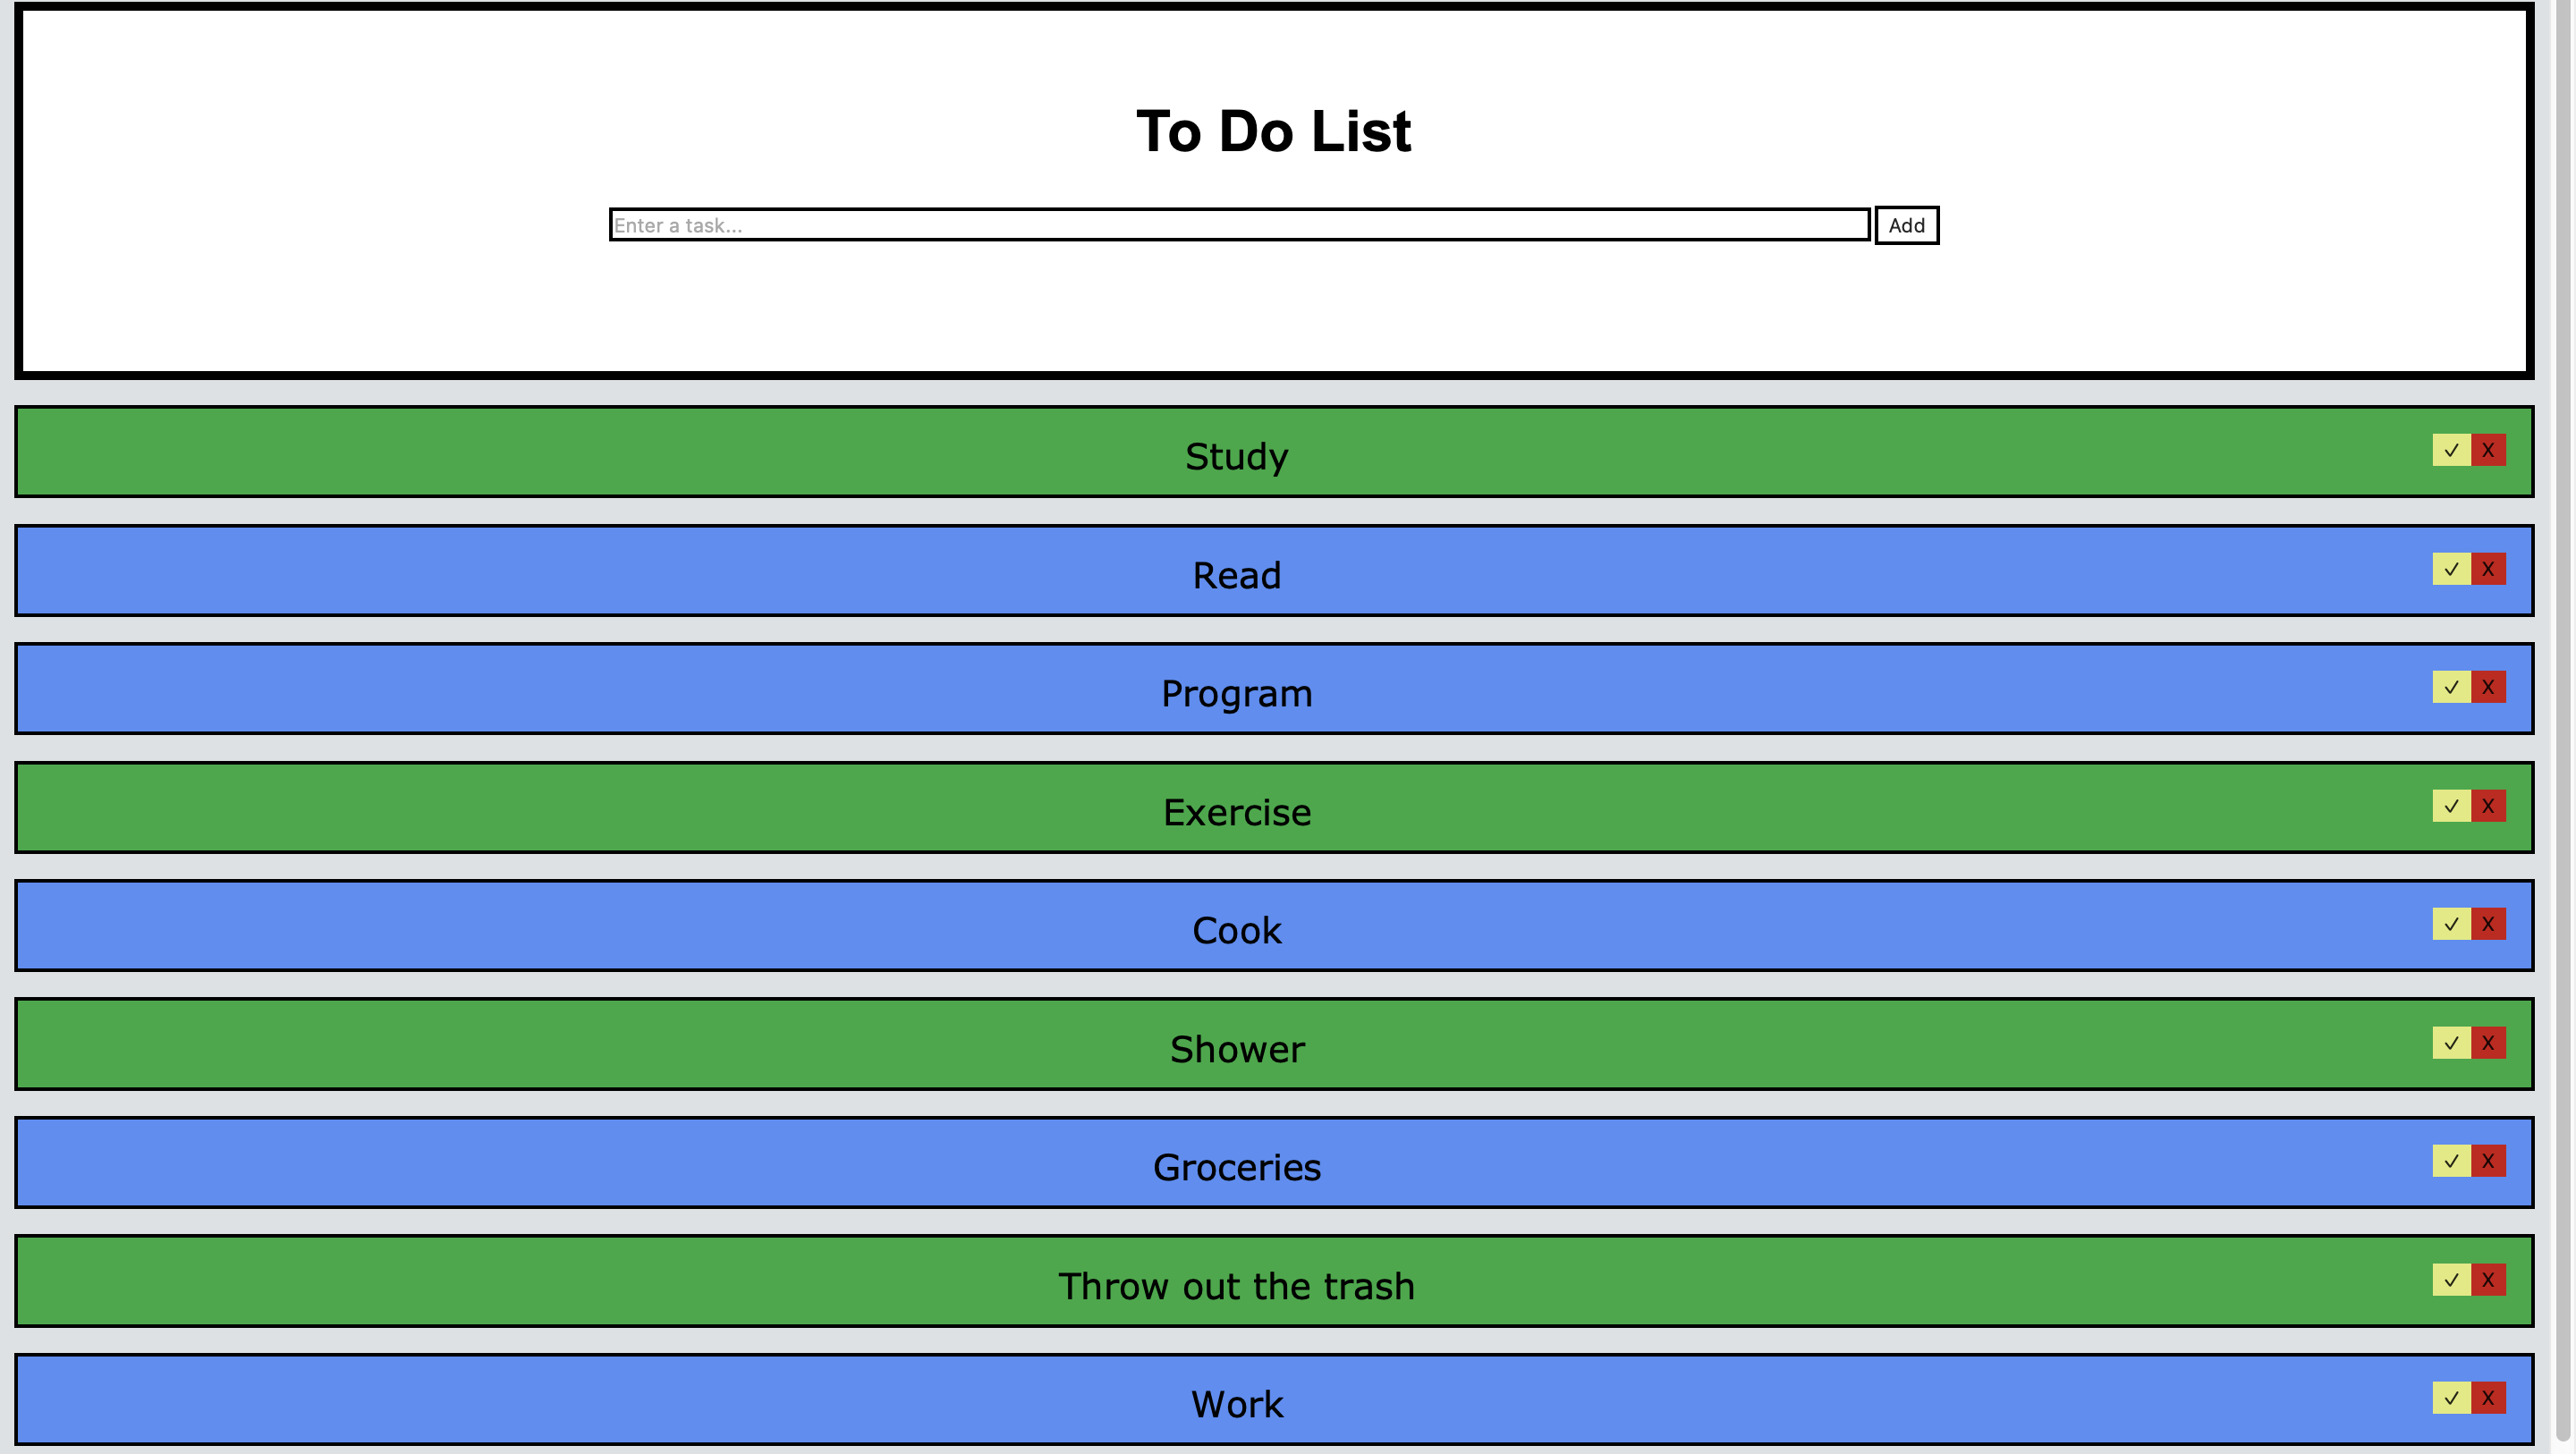 To Do List
Enter a task... Add
Study ✓ X
Read ✓ X
Program ✓ X
Exercise ✓ X
Cook ✓ X
Shower ✓ X
Groceries ✓ X
Throw out the trash ✓ X
Work ✓ X